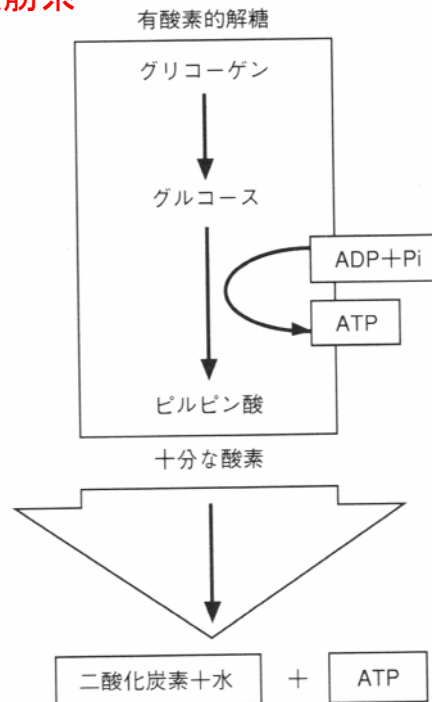 有酸素的解糖
グリコーゲン
グルコース
ADP＋Pi
ATP
ピルビン酸
十分な酸素
二酸化炭素＋水 ＋ ATP